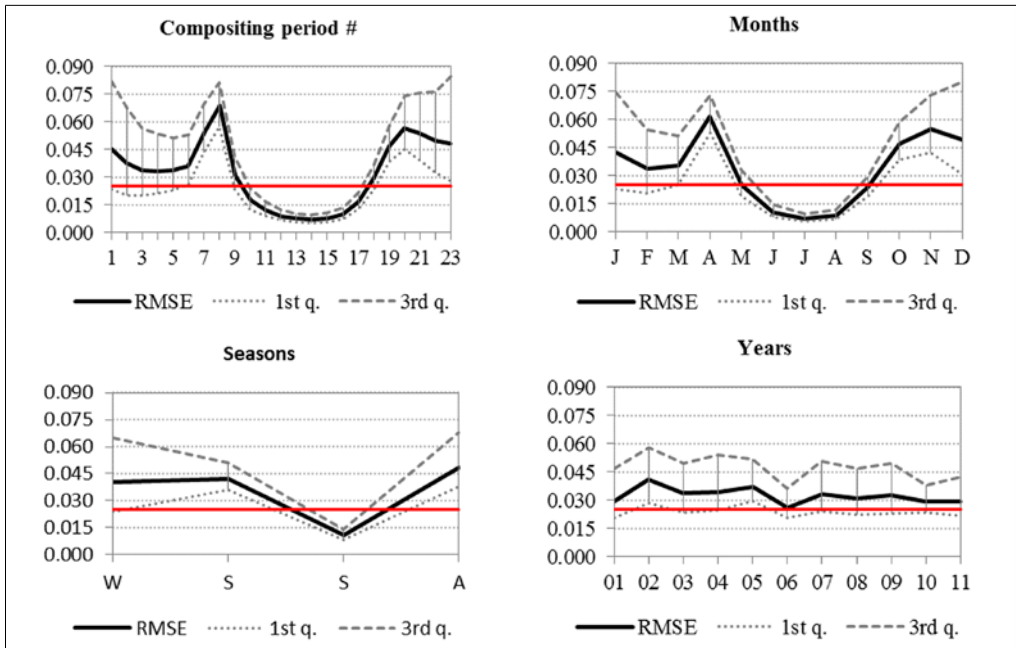 Compositing period #
0.090
0.075
0.060
0.045
0.030
0.015
0.000
1 3 5 7 9 11 13 15 17 19 21 23
RMSE 1st q. 3rd q.
Months
0.090
0.075
0.060
0.045
0.030
0.015
0.000
J F M A M J J A S O N D
RMSE 1st q. 3rd q.
Seasons
0.090
0.075
0.060
0.045
0.030
0.015
0.000
W S S A
RMSE 1st q. 3rd q.
Years
0.090
0.075
0.060
0.045
0.030
0.015
0.000
01 02 03 04 05 06 07 08 09 10 11
RMSE 1st q. 3rd q.